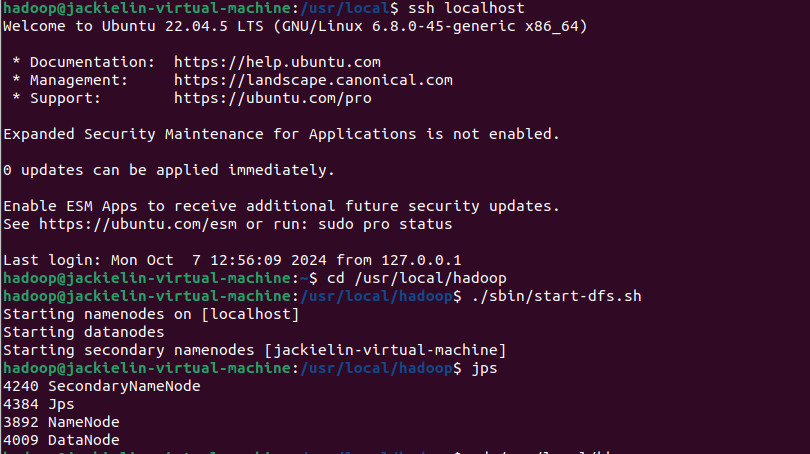 hadoop@jackielin-virtual-machine:/usr/local$ ssh localhost
Welcome to Ubuntu 22.04.5 LTS (GNU/Linux 6.8.0-45-generic x86_64)
* Documentation:  https://help.ubuntu.com
* Management:     https://landscape.canonical.com
* Support:        https://ubuntu.com/pro
Expanded Security Maintenance for Applications is not enabled.
0 updates can be applied immediately.
Enable ESM Apps to receive additional future security updates.
See https://ubuntu.com/esm or run: sudo pro status
Last login: Mon Oct  7 12:56:09 2024 from 127.0.0.1
hadoop@jackielin-virtual-machine:~$ cd /usr/local/hadoop
hadoop@jackielin-virtual-machine:/usr/local/hadoop$ ./sbin/start-dfs.sh
Starting namenodes on [localhost]
Starting datanodes
Starting secondary namenodes [jackielin-virtual-machine]
hadoop@jackielin-virtual-machine:/usr/local/hadoop$ jps
4240 SecondaryNameNode
4384 Jps
3892 NameNode
4009 DataNode